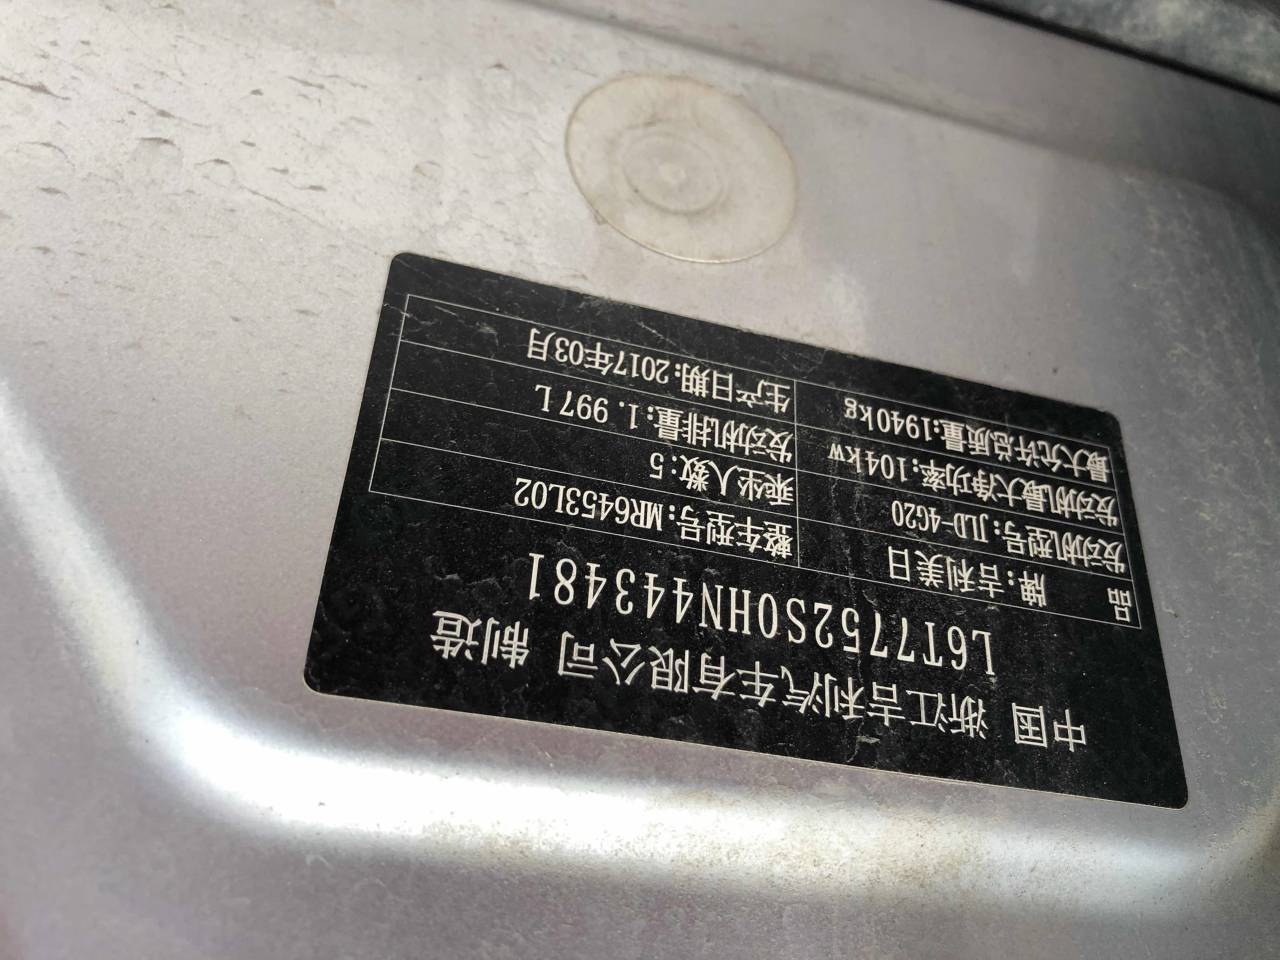 中国 浙江吉利汽车有限公司 制造
L6T7752S0HN443481
品 牌:吉利美日 整车型号:MR6453L02
发动机型号:JLD-4G20 乘坐人数:5
发动机最大净功率:104kw 发动机排量:1.997L
最大允许总质量:1940kg 生产日期:2017年03月